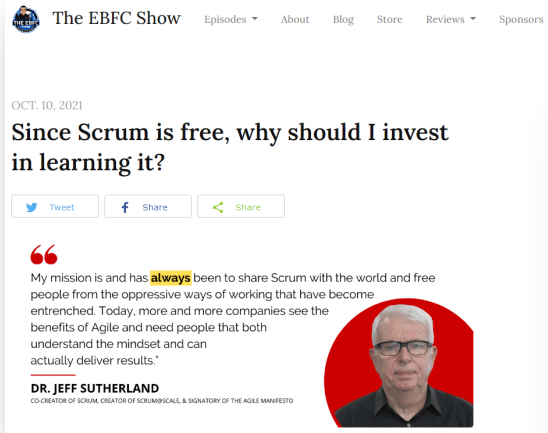 THE EBFC
The EBFC Show
Episodes
About
Blog
Store
Reviews
Sponsors
OCT. 10, 2021
Since Scrum is free, why should I invest
in learning it?
Tweet
Share
Share
My mission is and has always been to share Scrum with the world and free
people from the oppressive ways of working that have become
entrenched. Today, more and more companies see the
benefits of Agile and need people that both
understand the mindset and can
actually deliver results.”
DR. JEFF SUTHERLAND
CO-CREATOR OF SCRUM, CREATOR OF SCRUM@SCALE, & SIGNATORY OF THE AGILE MANIFESTO